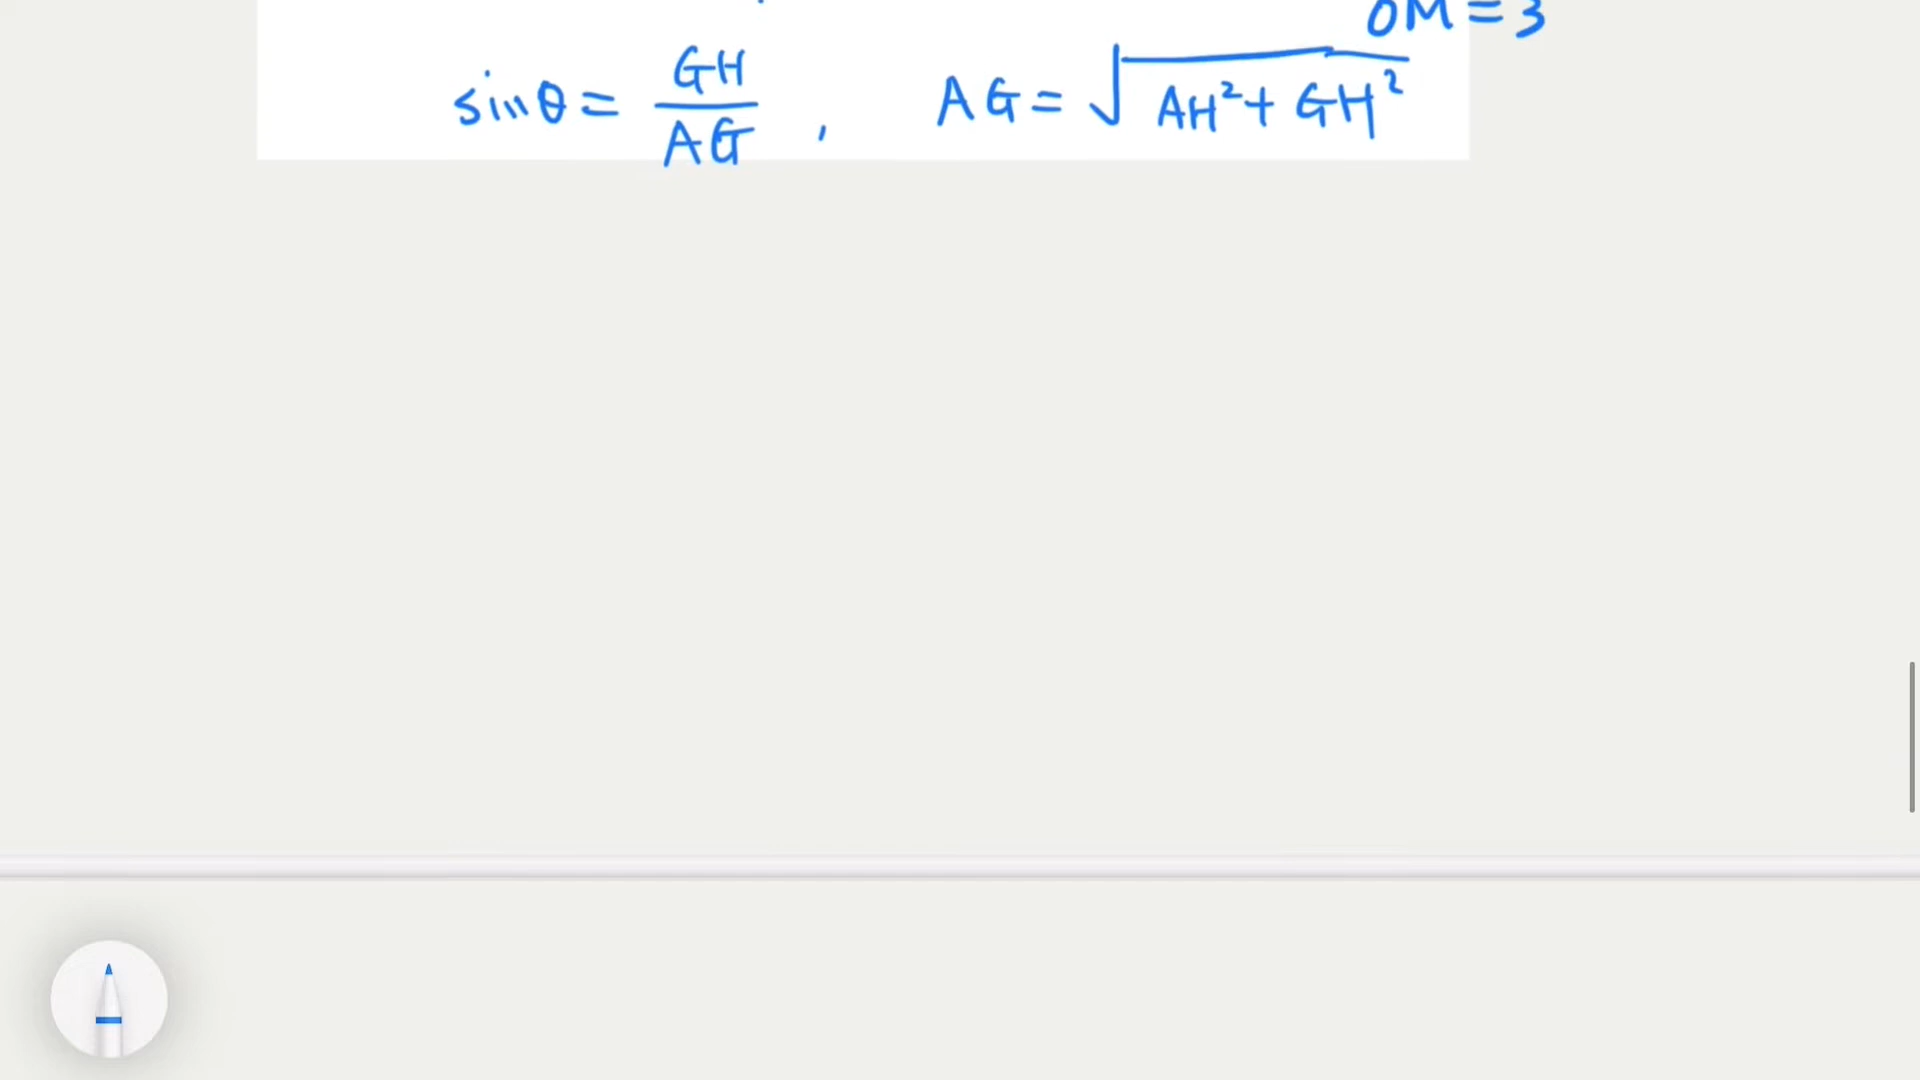 OM = 3
sinθ = GH/AG , AG = √(AH² + GH²)